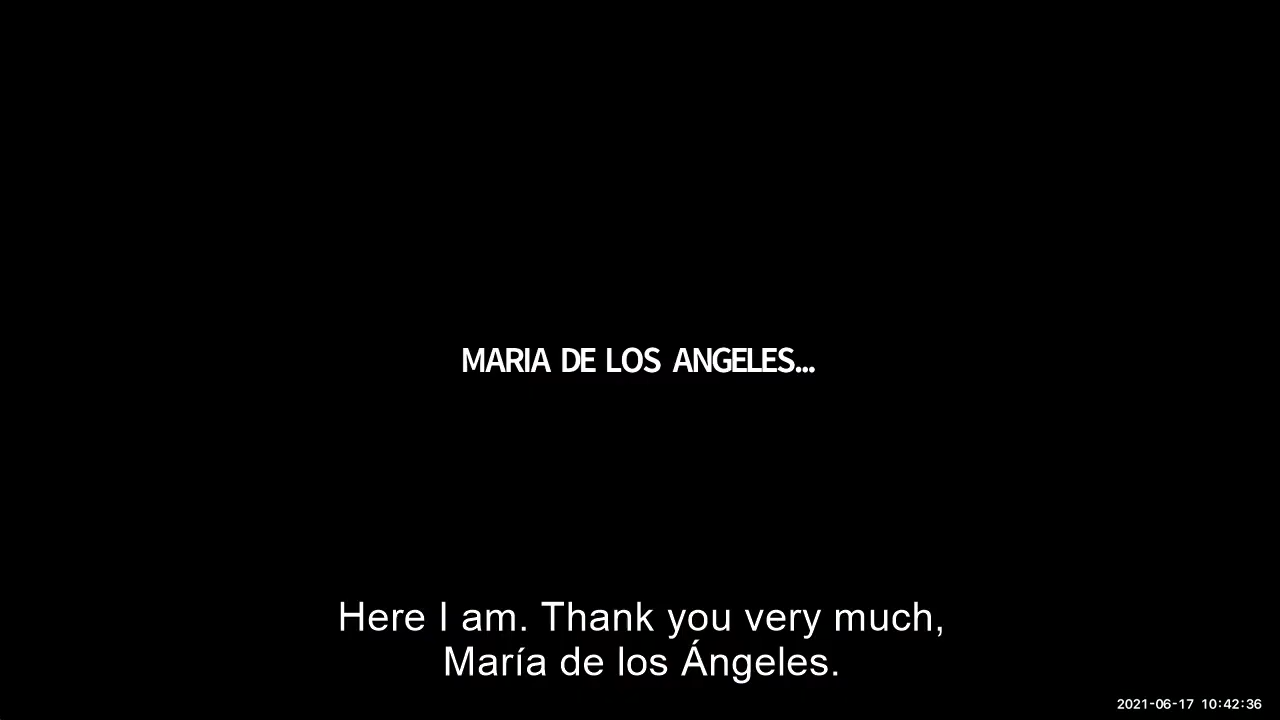 MARIA DE LOS ANGELES...
Here I am. Thank you very much,
María de los Ángeles.
2021-06-17 10:42:36